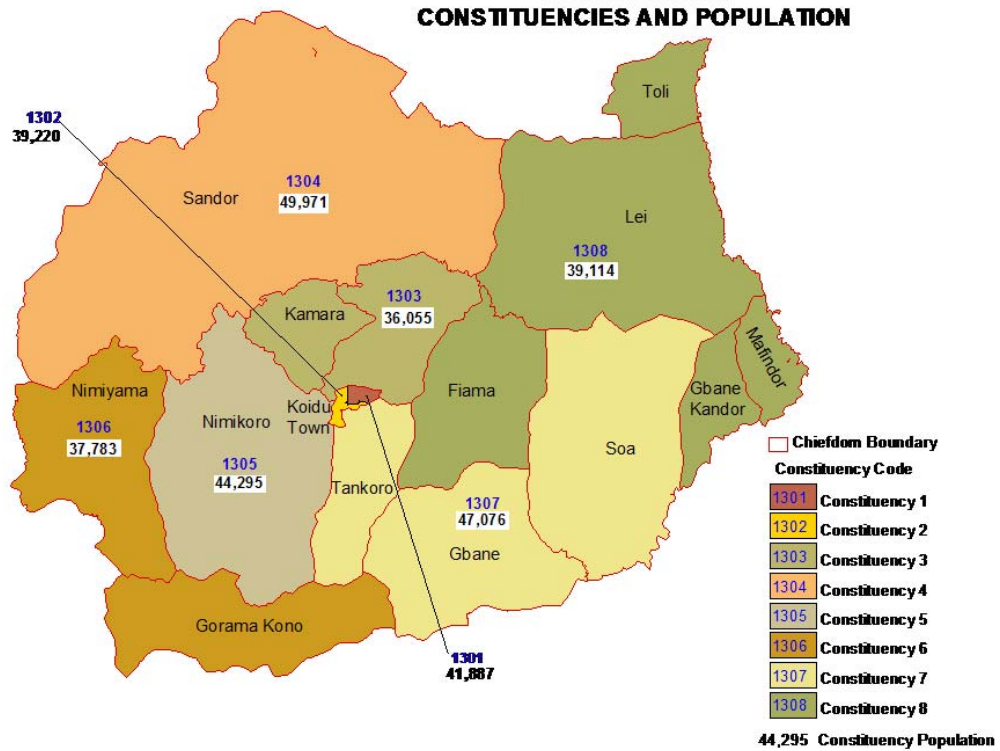 CONSTITUENCIES AND POPULATION
Toli
1302
39,220
1304
49,971
Sandor
Lei
1308
39,114
1303
36,055
Kamara
Mafindor
Nimiyama
1306
37,783
Koidu
Town
Nimikoro
1305
44,295
Fiama
Gbane
Kandor
Soa
Tankoro
1307
47,076
Gbane
Gorama Kono
1301
41,887
Chiefdom Boundary
Constituency Code
1301 Constituency 1
1302 Constituency 2
1303 Constituency 3
1304 Constituency 4
1305 Constituency 5
1306 Constituency 6
1307 Constituency 7
1308 Constituency 8
44,295 Constituency Population